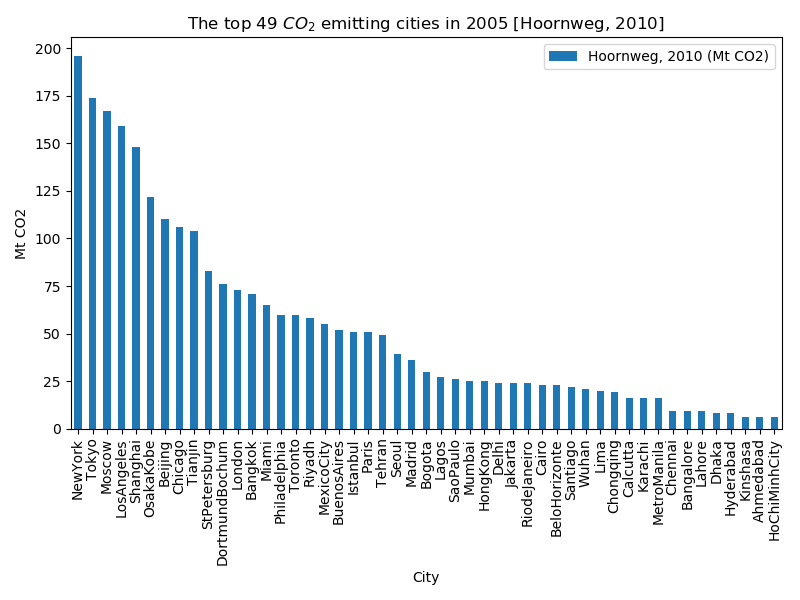 The top 49 CO2 emitting cities in 2005 [Hoornweg, 2010]
Hoornweg, 2010 (Mt CO2)
Mt CO2
200
175
150
125
100
75
50
25
0
NewYork
Tokyo
Moscow
LosAngeles
Shanghai
OsakaKobe
Beijing
Chicago
Tianjin
StPetersburg
DortmundBochum
London
Bangkok
Miami
Philadelphia
Toronto
Riyadh
MexicoCity
BuenosAires
Istanbul
Paris
Tehran
Seoul
Madrid
Bogota
Lagos
SaoPaulo
Mumbai
HongKong
Delhi
Jakarta
RiodeJaneiro
Cairo
BeloHorizonte
Santiago
Wuhan
Lima
Chongqing
Calcutta
Karachi
MetroManila
Chennai
Bangalore
Lahore
Dhaka
Hyderabad
Kinshasa
Ahmedabad
HoChiMinhCity
City